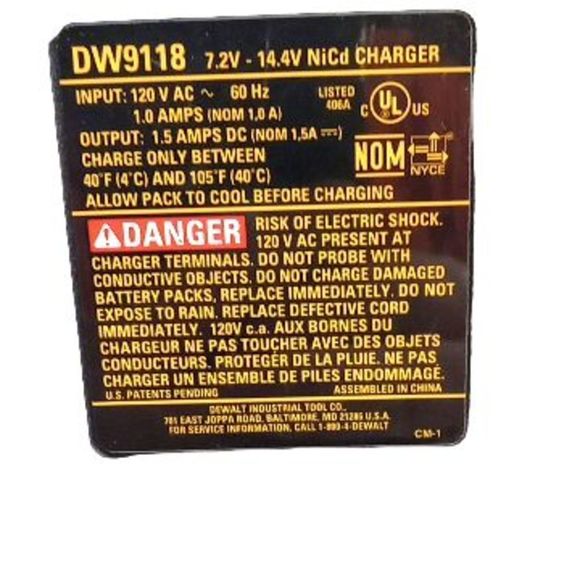 DW9118 7.2V - 14.4V NiCd CHARGER
INPUT: 120 V AC ~ 60 Hz
1.0 AMPS (NOM 1,0 A)
LISTED
406A
C UL US
OUTPUT: 1.5 AMPS DC (NOM 1,5A ⎓)
CHARGE ONLY BETWEEN
40°F (4°C) AND 105°F (40°C)
NOM NYCE
ALLOW PACK TO COOL BEFORE CHARGING
DANGER RISK OF ELECTRIC SHOCK.
120 V AC PRESENT AT
CHARGER TERMINALS. DO NOT PROBE WITH
CONDUCTIVE OBJECTS. DO NOT CHARGE DAMAGED
BATTERY PACKS, REPLACE IMMEDIATELY. DO NOT
EXPOSE TO RAIN. REPLACE DEFECTIVE CORD
IMMEDIATELY. 120V c.a. AUX BORNES DU
CHARGEUR NE PAS TOUCHER AVEC DES OBJETS
CONDUCTEURS. PROTEGÉR DE LA PLUIE. NE PAS
CHARGER UN ENSEMBLE DE PILES ENDOMMAGÉ.
U.S. PATENTS PENDING ASSEMBLED IN CHINA
DEWALT INDUSTRIAL TOOL CO.,
701 EAST JOPPA ROAD, BALTIMORE, MD 21286 U.S.A.
FOR SERVICE INFORMATION, CALL 1-800-4-DEWALT
CM-1